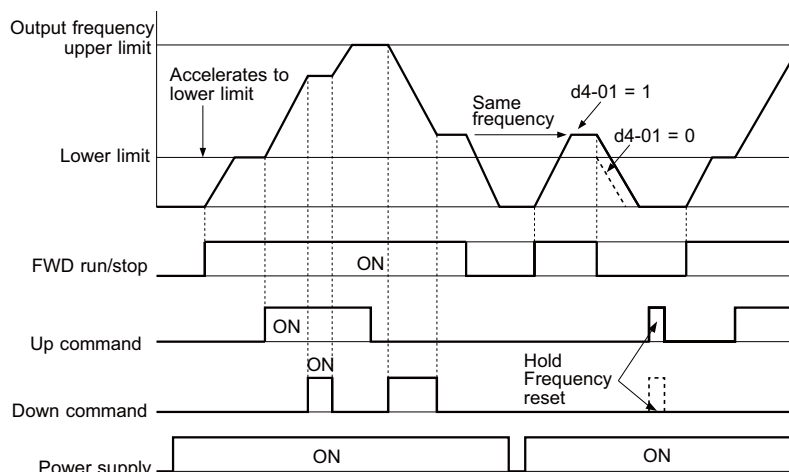 Output frequency
upper limit
Accelerates to
lower limit
Same
frequency
d4-01 = 1
d4-01 = 0
Lower limit
FWD run/stop
ON
Up command
ON
ON
Hold
Frequency
reset
Down command
Power supply
ON
ON